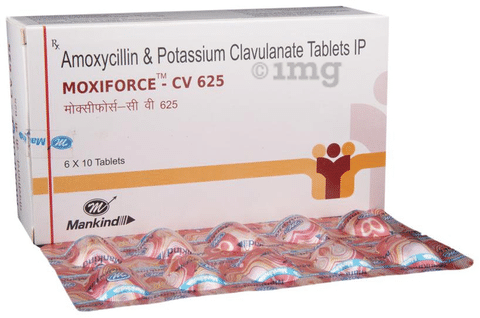 Rx
Amoxycillin & Potassium Clavulanate Tablets IP
MOXIFORCE™ - CV 625
मोक्सीफोर्स-सी वी 625
©1mg
6 X 10 Tablets
M
Mankind